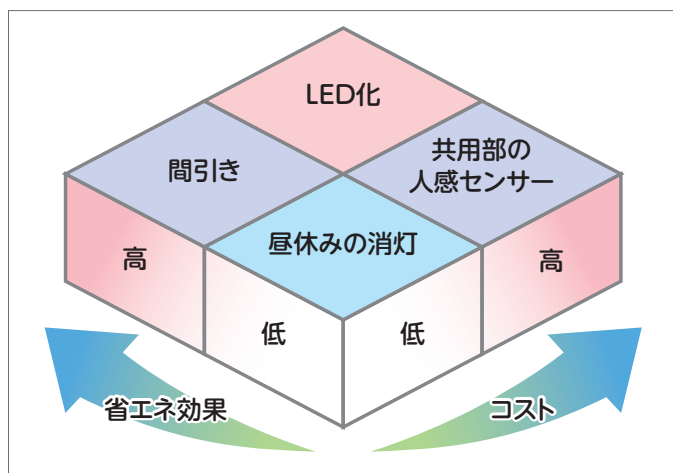 LED化
間引き
共用部の
人感センサー
昼休みの消灯
高
低
低
高
省エネ効果
コスト